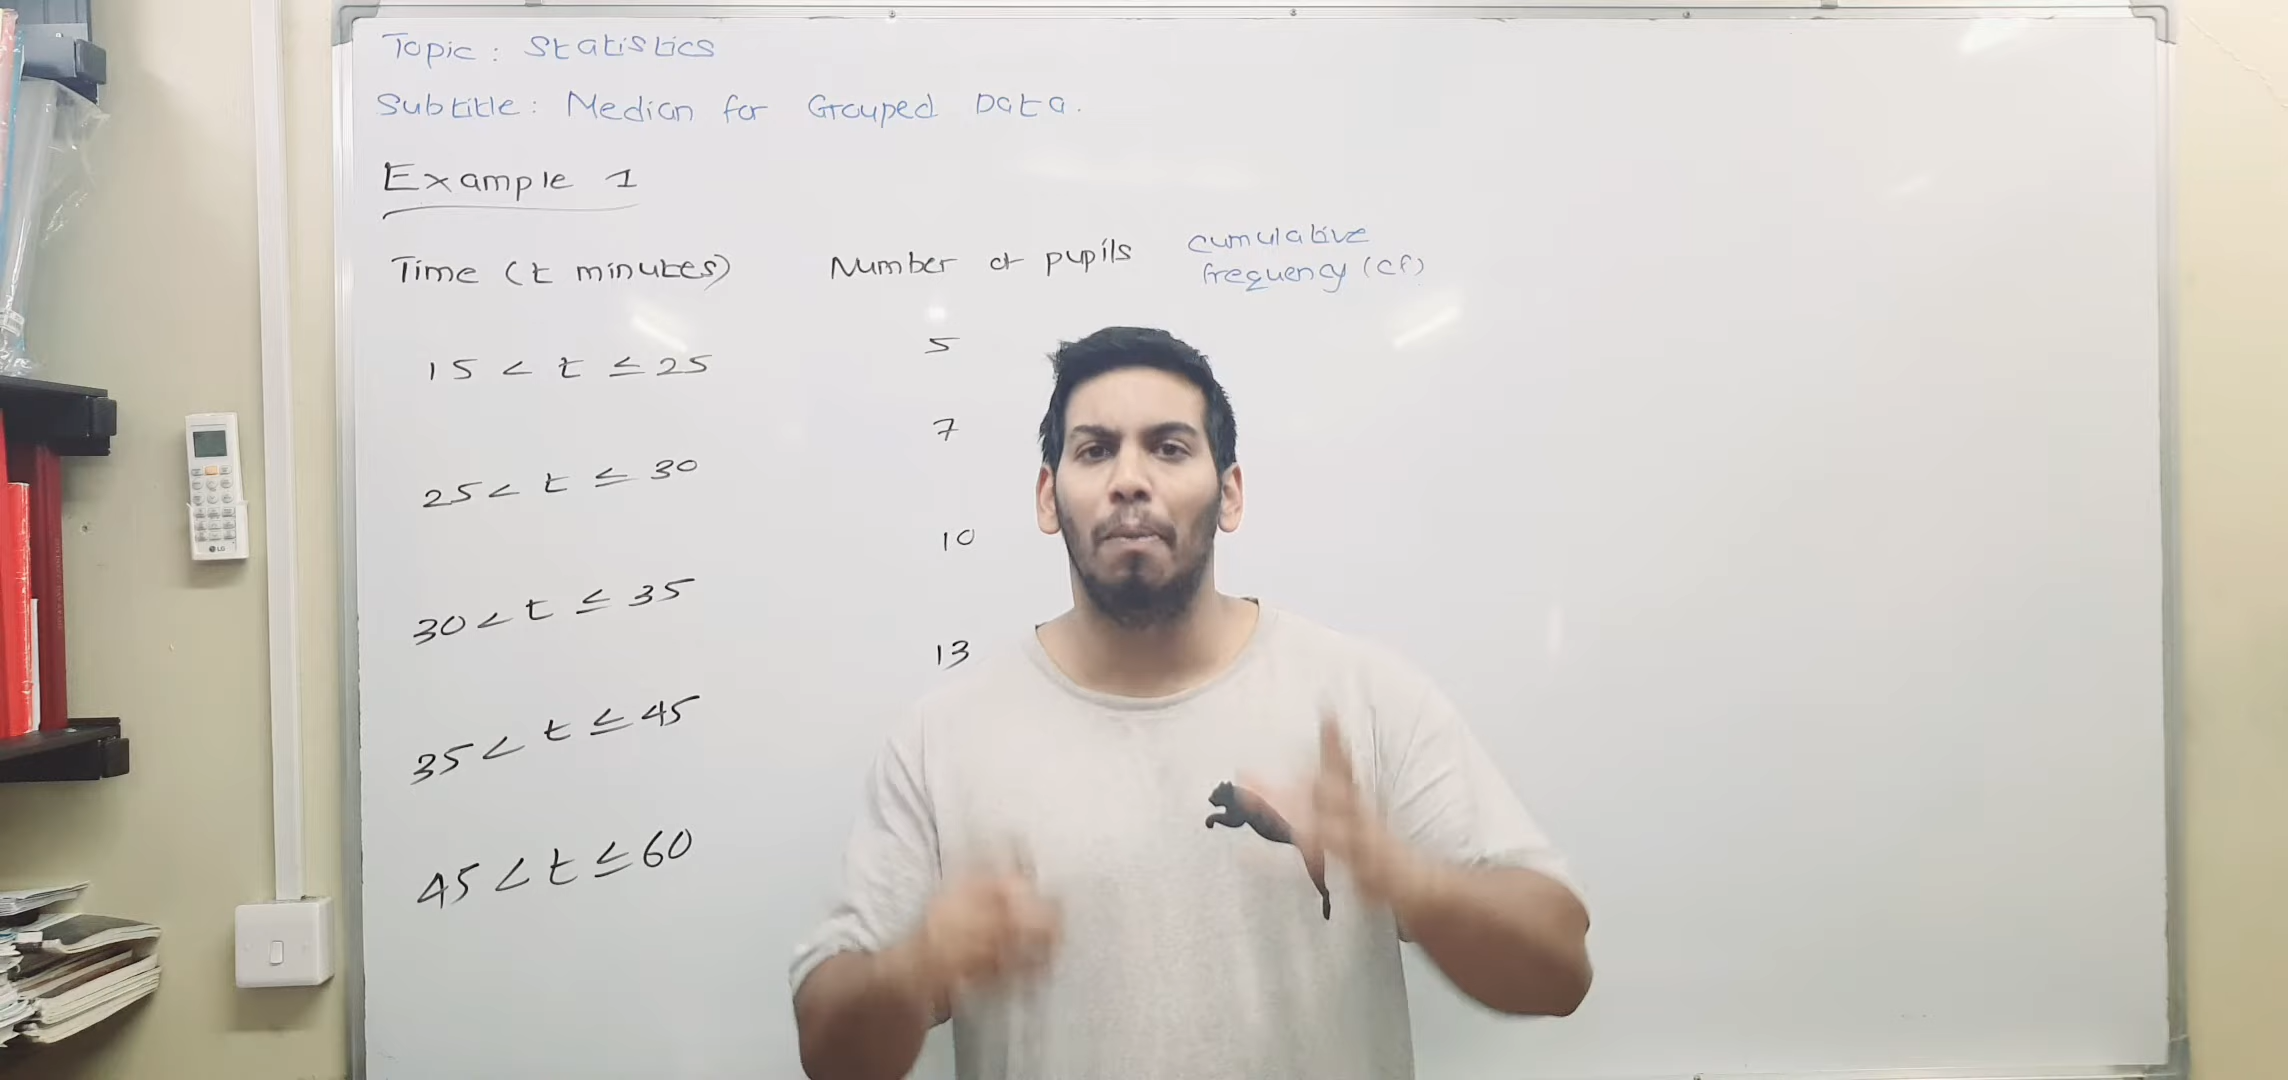 Topic: Statistics
Subtitle: Median for Grouped Data.
Example 1
Time (t minutes) Number of pupils cumulative frequency (cf)
15 < t ≤ 25 5
25 < t ≤ 30 7
30 < t ≤ 35 10
35 < t ≤ 45 13
45 < t ≤ 60
LG